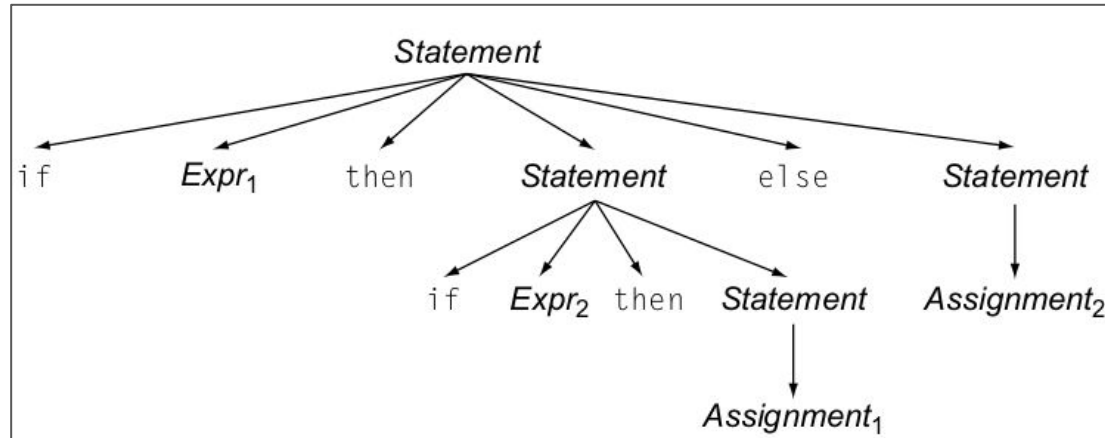 Statement
if Expr₁ then Statement else Statement
if Expr₂ then Statement Assignment₂
Assignment₁